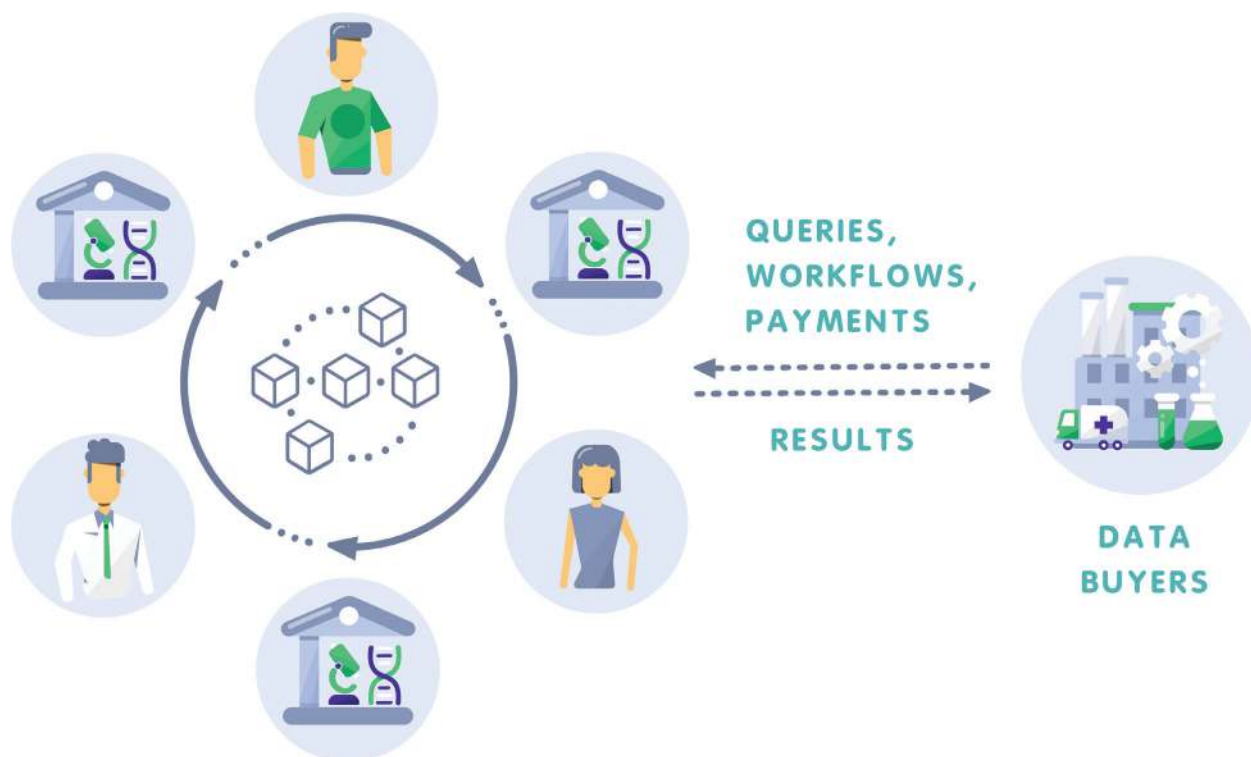 QUERIES,
WORKFLOWS,
PAYMENTS
RESULTS
DATA
BUYERS